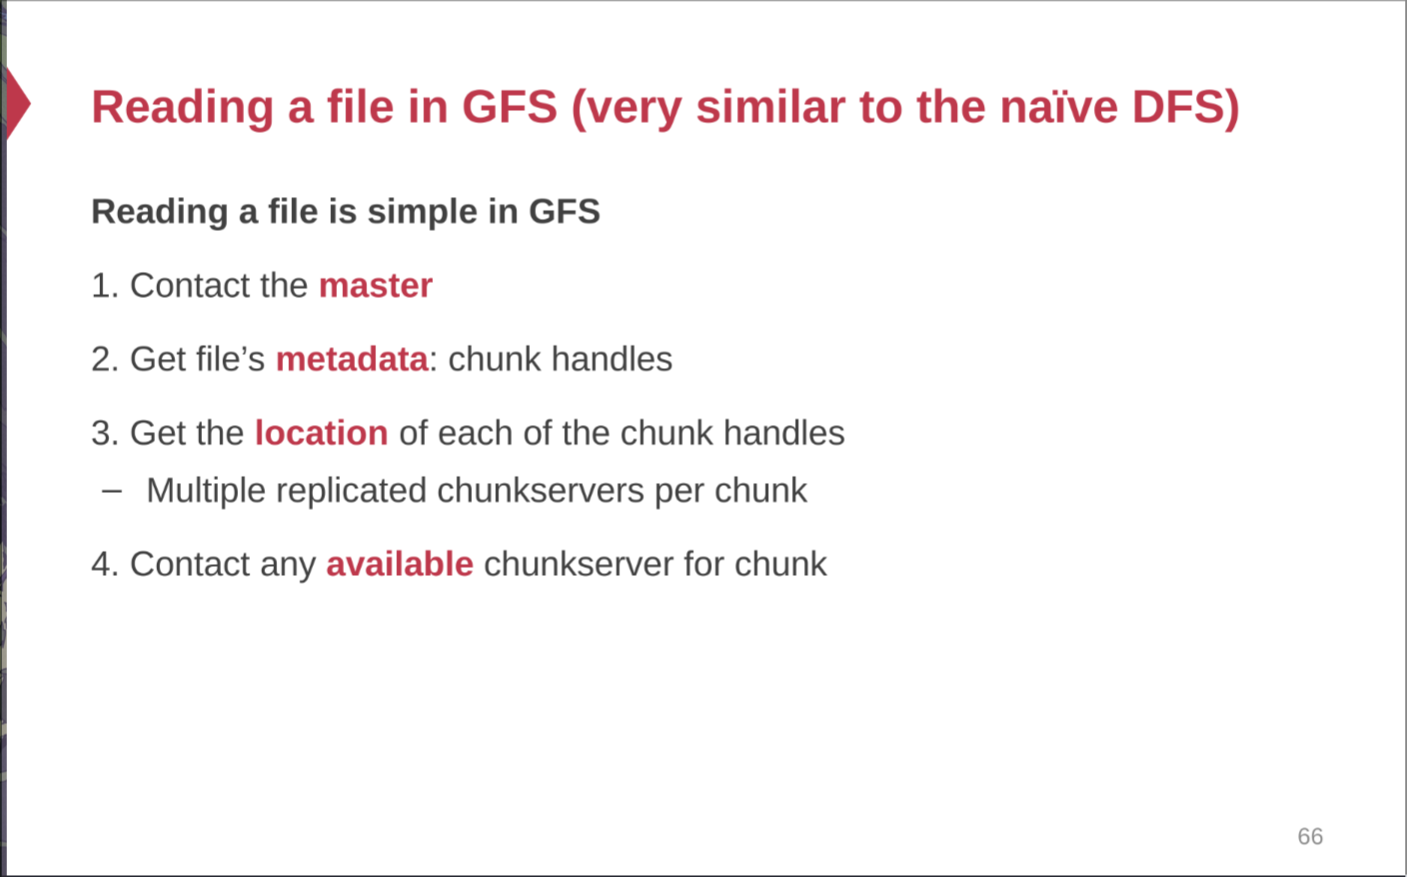 Reading a file in GFS (very similar to the naïve DFS)
Reading a file is simple in GFS
1. Contact the master
2. Get file’s metadata: chunk handles
3. Get the location of each of the chunk handles
– Multiple replicated chunkservers per chunk
4. Contact any available chunkserver for chunk
66